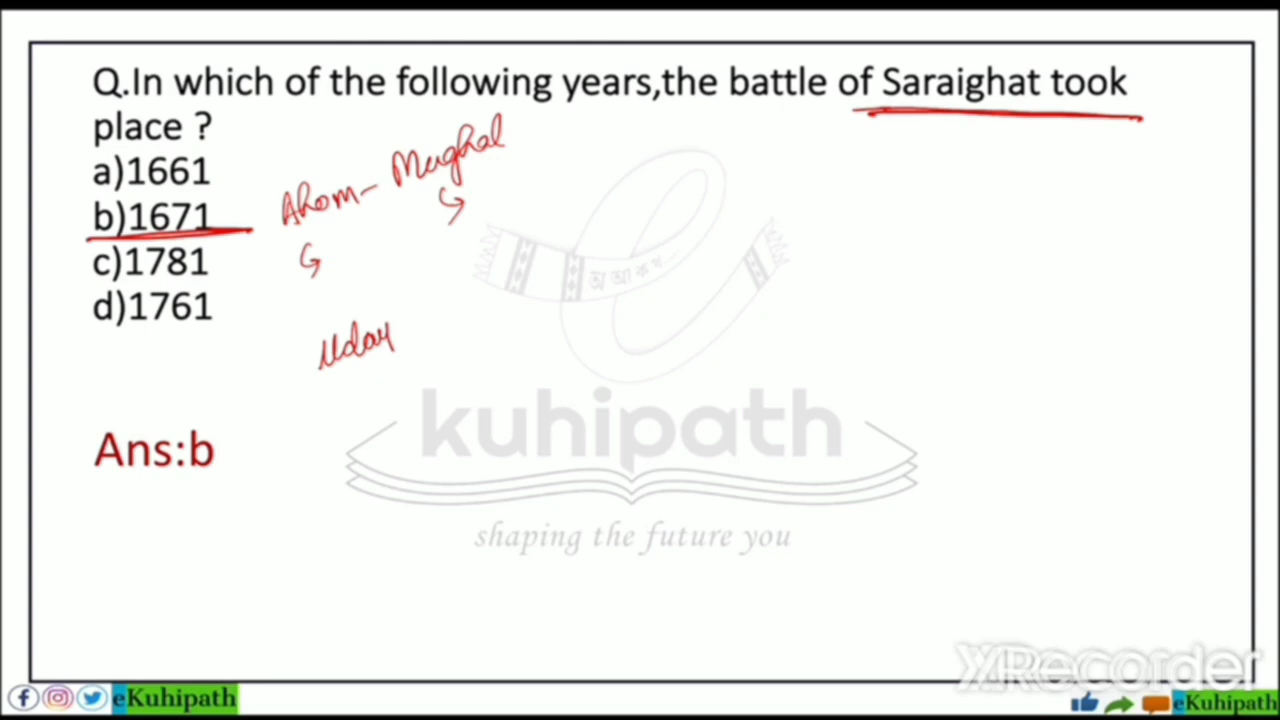 Q.In which of the following years,the battle of Saraighat took
place ?
a)1661
b)1671
c)1781
d)1761
Ahom- Mughal
Uday
Ans:b
অ আ ক খ...
kuhipath
shaping the future you
XRecorder
eKuhipath
eKuhipath